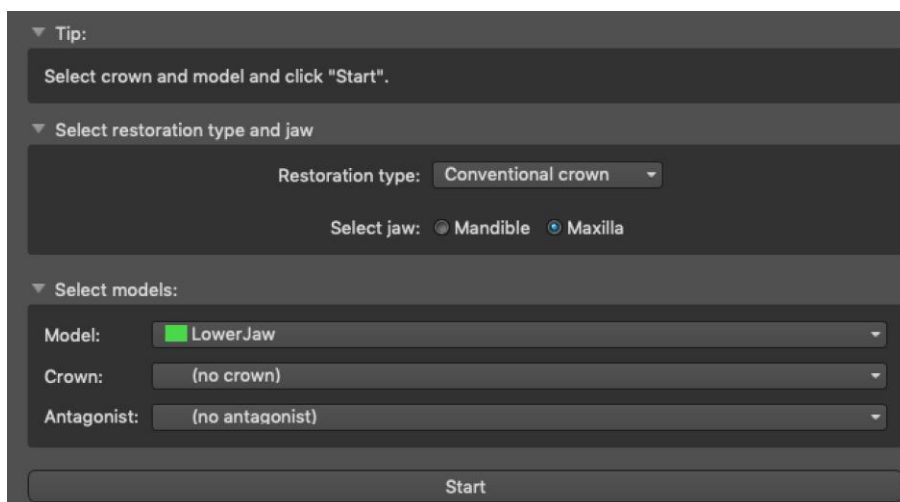 Tip:
Select crown and model and click "Start".
Select restoration type and jaw
Restoration type: Conventional crown
Select jaw: Mandible Maxilla
Select models:
Model: LowerJaw
Crown: (no crown)
Antagonist: (no antagonist)
Start